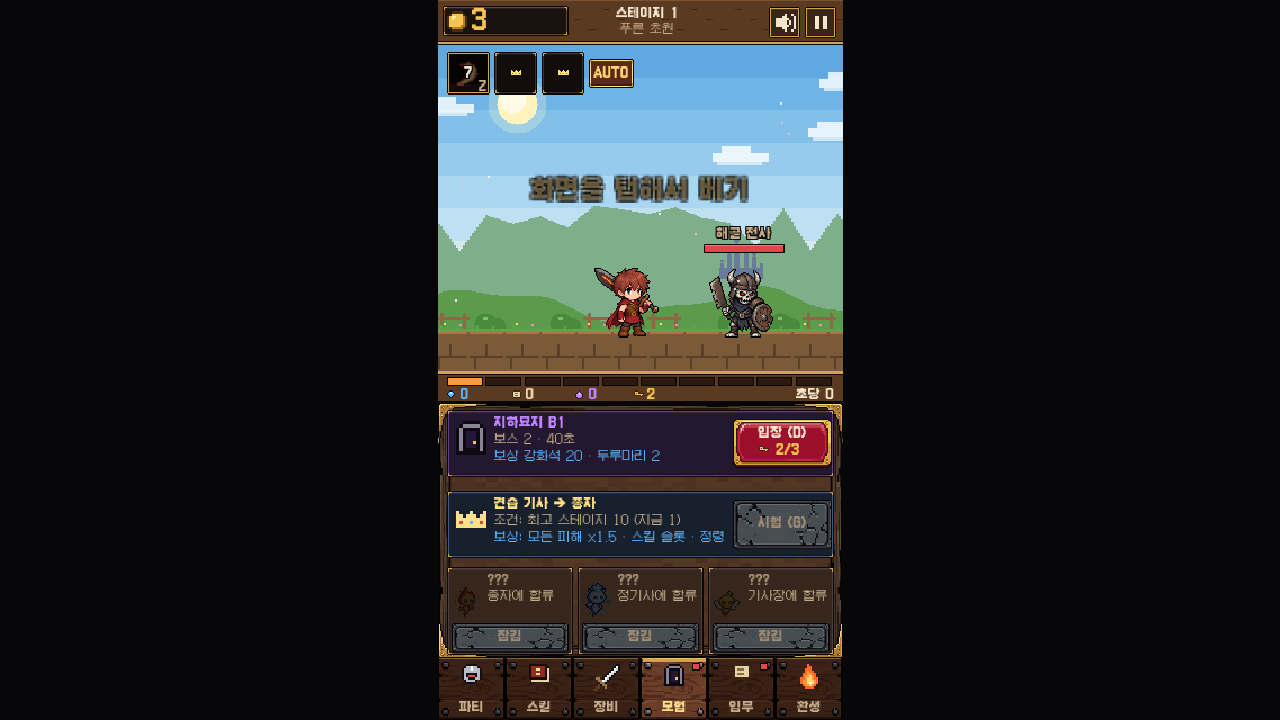 3
스테이지 1
푸른 초원
7
Z
AUTO
화면을 탭해서 베기
해골 전사
0
0
0
2
초당 0
지하묘지 B1
보스 2 · 40초
보상 강화석 20 · 두루마리 2
입장 (D)
2/3
견습 기사 → 종자
조건: 최고 스테이지 10 (지금 1)
보상: 모든 피해 x1.5 · 스킬 슬롯 · 정령
시험 (G)
???
종자에 합류
잠김
???
정기사에 합류
잠김
???
기사장에 합류
잠김
파티
스킬
장비
모험
임무
환생